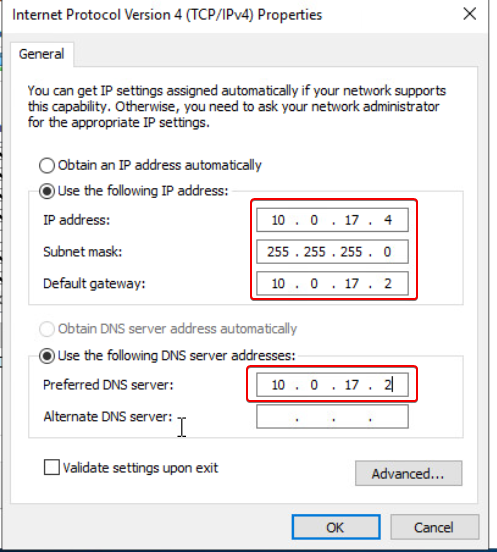 Internet Protocol Version 4 (TCP/IPv4) Properties
General
You can get IP settings assigned automatically if your network supports
this capability. Otherwise, you need to ask your network administrator
for the appropriate IP settings.
Obtain an IP address automatically
Use the following IP address:
IP address: 10 . 0 . 17 . 4
Subnet mask: 255 . 255 . 255 . 0
Default gateway: 10 . 0 . 17 . 2
Obtain DNS server address automatically
Use the following DNS server addresses:
Preferred DNS server: 10 . 0 . 17 . 2
Alternate DNS server: . . .
Validate settings upon exit
Advanced...
OK Cancel